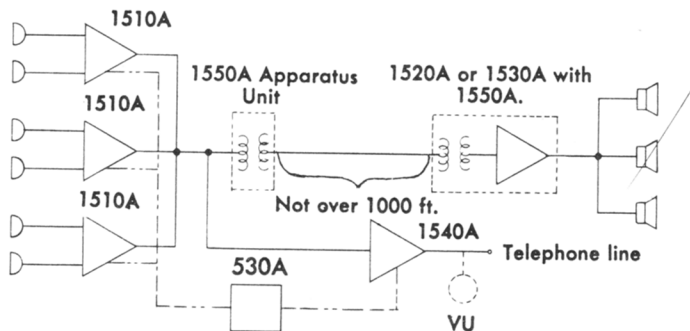 1510A
1550A Apparatus
Unit
1520A or 1530A with
1550A.
1510A
1510A
Not over 1000 ft.
1540A
Telephone line
530A
VU